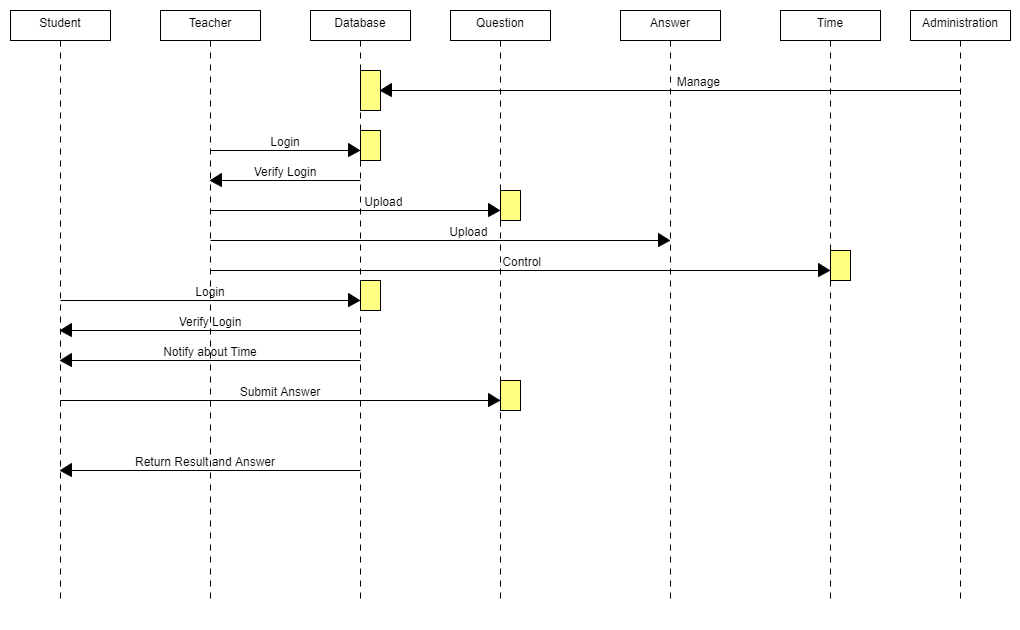 Student
Teacher
Database
Question
Answer
Time
Administration
Manage
Login
Verify Login
Upload
Upload
Control
Login
Verify Login
Notify about Time
Submit Answer
Return Result and Answer